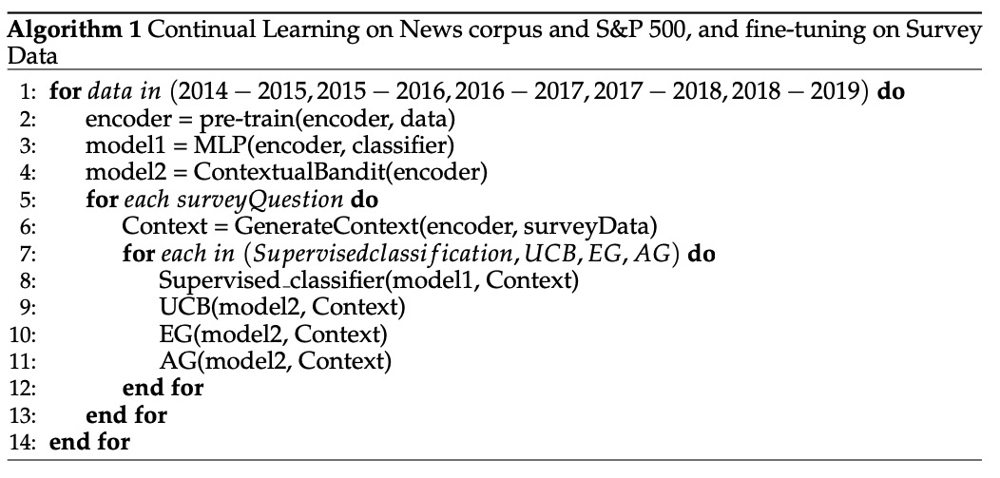 Algorithm 1 Continual Learning on News corpus and S&P 500, and fine-tuning on Survey
Data
1: for data in (2014 − 2015, 2015 − 2016, 2016 − 2017, 2017 − 2018, 2018 − 2019) do
2: encoder = pre-train(encoder, data)
3: model1 = MLP(encoder, classifier)
4: model2 = ContextualBandit(encoder)
5: for each surveyQuestion do
6: Context = GenerateContext(encoder, surveyData)
7: for each in (Supervisedclassification, UCB, EG, AG) do
8: Supervised_classifier(model1, Context)
9: UCB(model2, Context)
10: EG(model2, Context)
11: AG(model2, Context)
12: end for
13: end for
14: end for